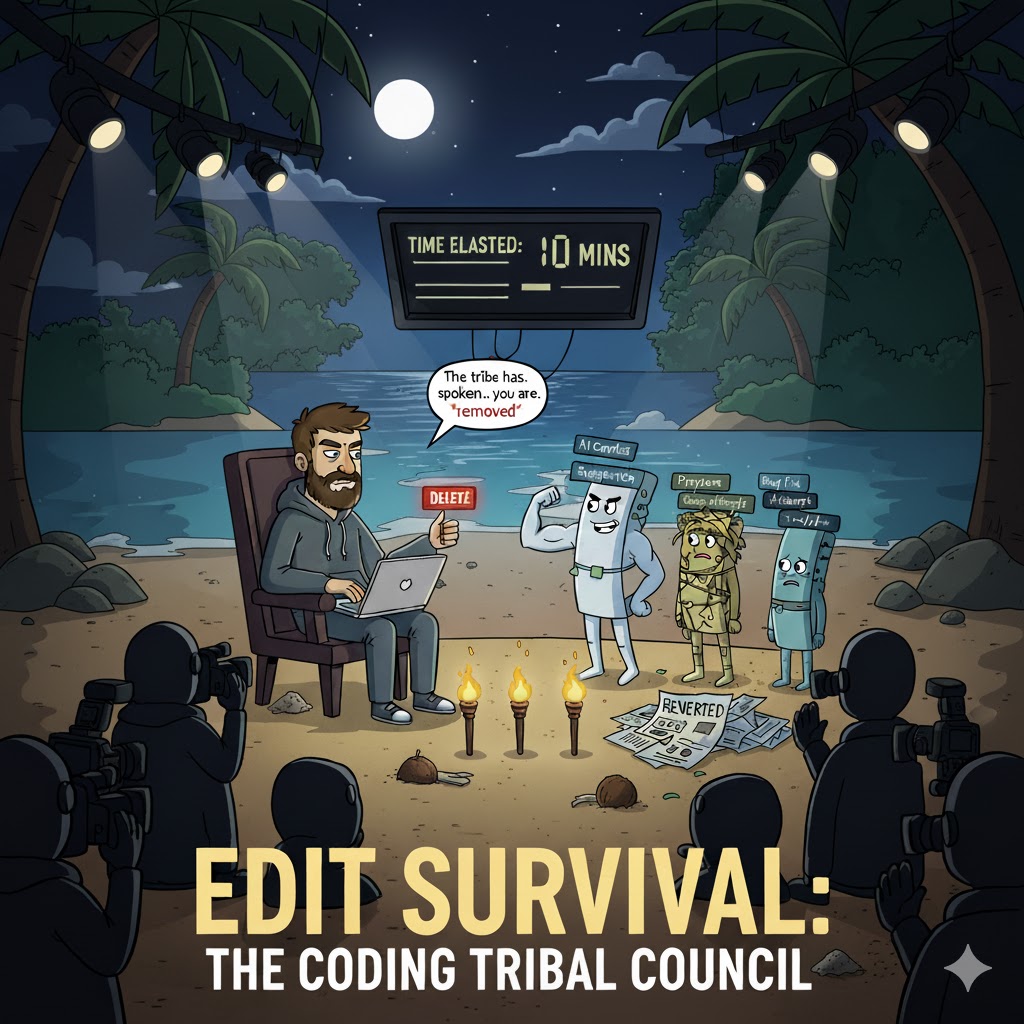 TIME ELASTED: 10 MINS
The tribe has.
spoken.. you are.
"removed"
DELETE
REVERTED
EDIT SURVIVAL:
THE CODING TRIBAL COUNCIL